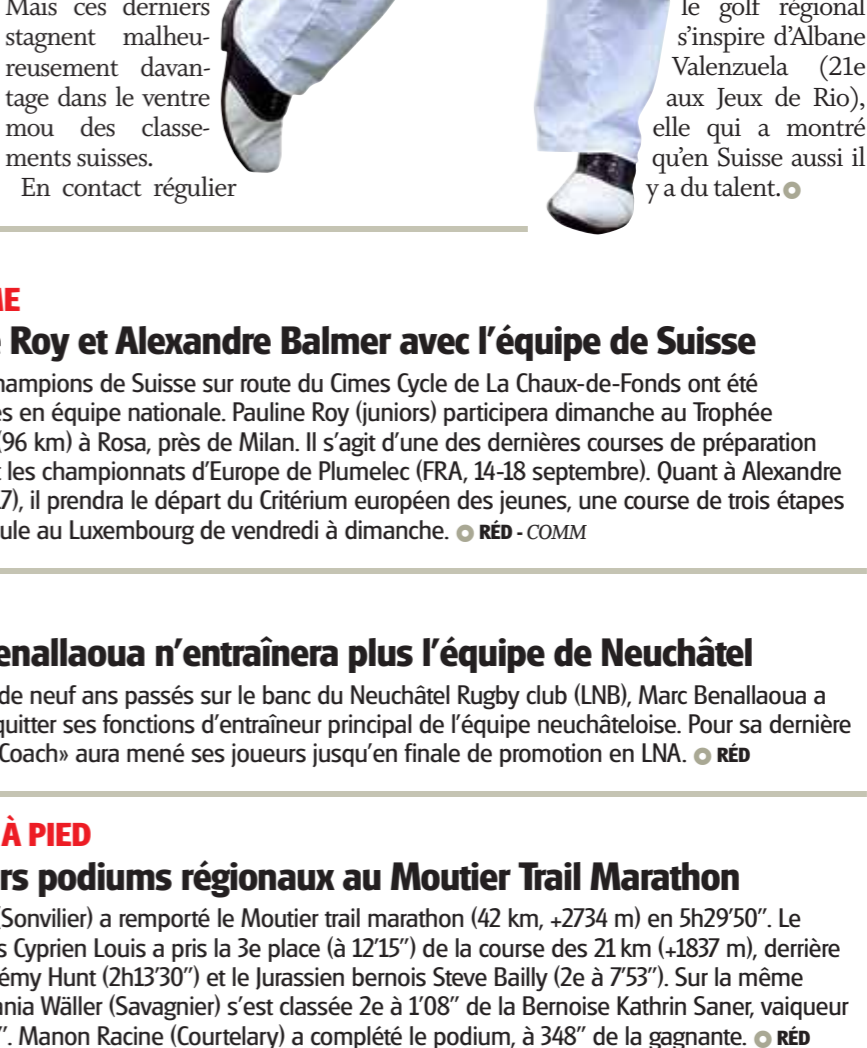 Mais ces derniers
stagnent malheu-
reusement davan-
tage dans le ventre
mou des classe-
ments suisses.
En contact régulier
le golf régional
s'inspire d'Albane
Valenzuela (21e
aux Jeux de Rio),
elle qui a montré
qu'en Suisse aussi il
y a du talent.
Roy et Alexandre Balmer avec l'équipe de Suisse
hampions de Suisse sur route du Cimes Cycle de La Chaux-de-Fonds ont été
es en équipe nationale. Pauline Roy (juniors) participera dimanche au Trophée
(96 km) à Rosa, près de Milan. Il s'agit d'une des dernières courses de préparation
t les championnats d'Europe de Plumelec (FRA, 14-18 septembre). Quant à Alexandre
17), il prendra le départ du Critérium européen des jeunes, une course de trois étapes
ule au Luxembourg de vendredi à dimanche. RÉD - COMM
enallaoua n'entraînera plus l'équipe de Neuchâtel
de neuf ans passés sur le banc du Neuchâtel Rugby club (LNB), Marc Benallaoua a
quitter ses fonctions d'entraîneur principal de l'équipe neuchâteloise. Pour sa dernière
Coach» aura mené ses joueurs jusqu'en finale de promotion en LNA. RÉD
À PIED
rs podiums régionaux au Moutier Trail Marathon
(Sonvilier) a remporté le Moutier trail marathon (42 km, +2734 m) en 5h29'50''. Le
s Cyprien Louis a pris la 3e place (à 12'15'') de la course des 21 km (+1837 m), derrière
émy Hunt (2h13'30'') et le Jurassien bernois Steve Bailly (2e à 7'53''). Sur la même
ania Wäller (Savagnier) s'est classée 2e à 1'08'' de la Bernoise Kathrin Saner, vaiqueur
''. Manon Racine (Courtelary) a complété le podium, à 348'' de la gagnante. RÉD